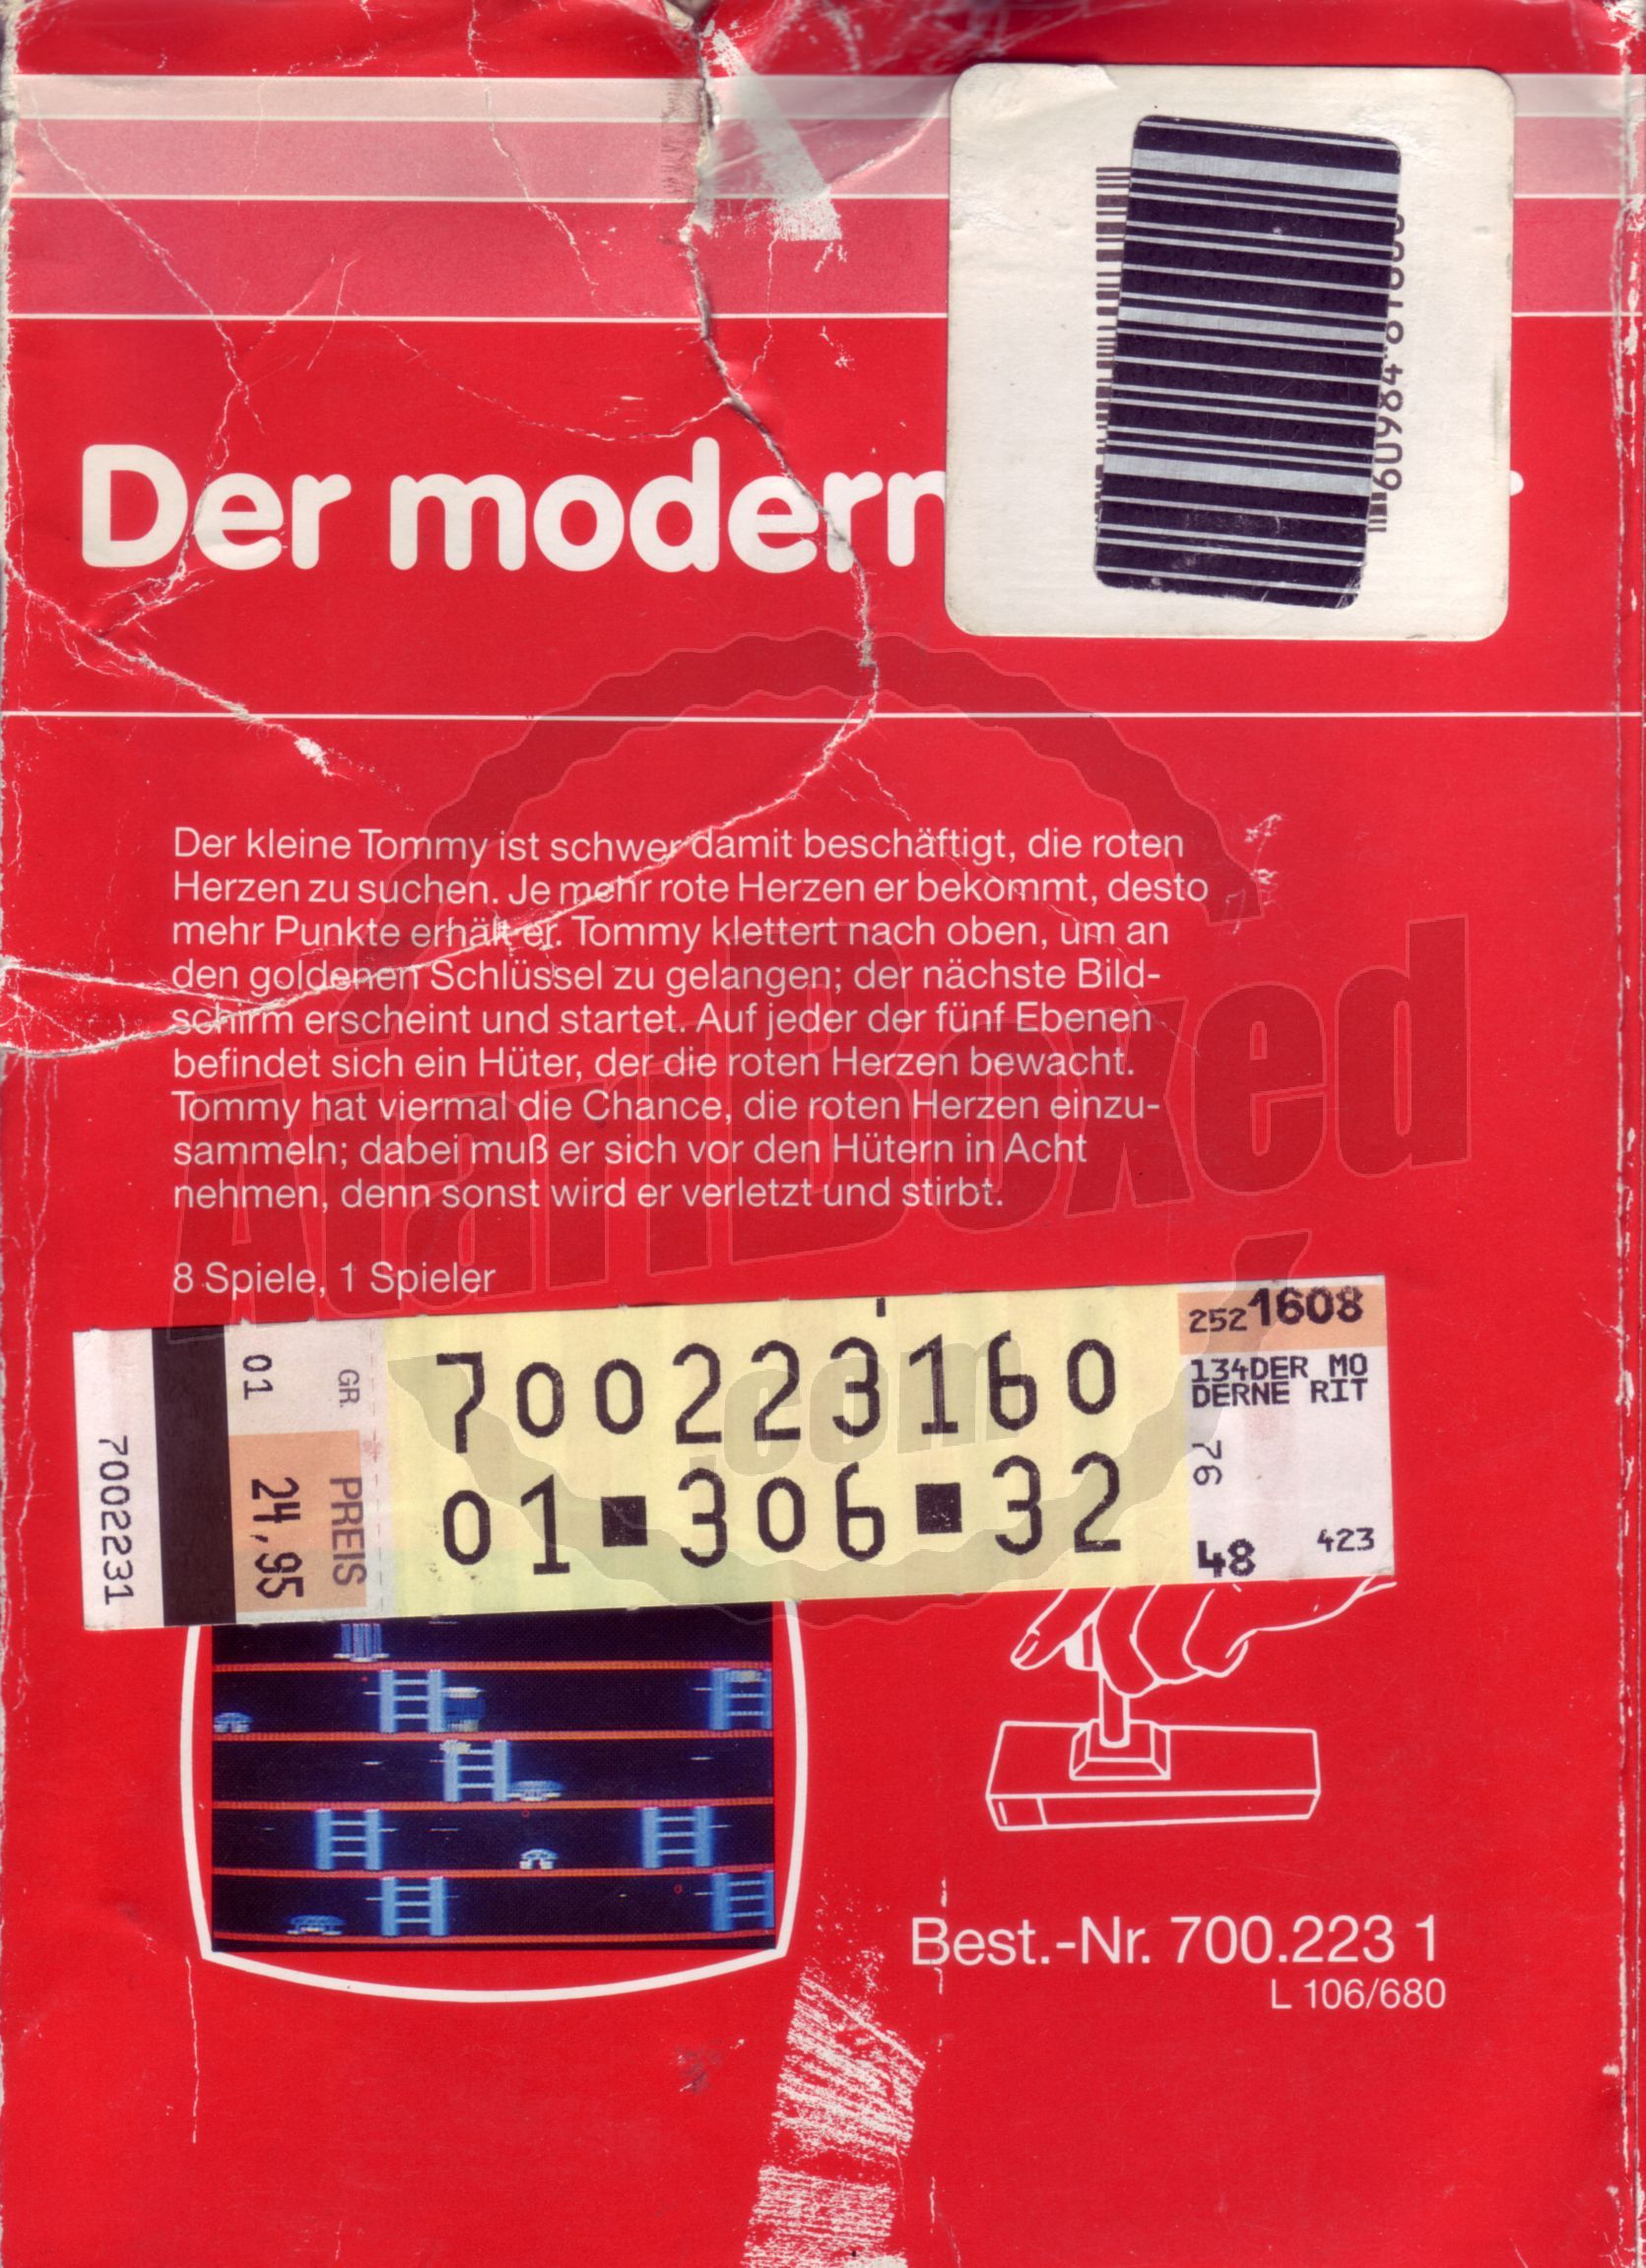 Der modern
Der kleine Tommy ist schwer damit beschäftigt, die roten
Herzen zu suchen. Je mehr rote Herzen er bekommt, desto
mehr Punkte erhält er. Tommy klettert nach oben, um an
den goldenen Schlüssel zu gelangen; der nächste Bild-
schirm erscheint und startet. Auf jeder der fünf Ebenen
befindet sich ein Hüter, der die roten Herzen bewacht.
Tommy hat viermal die Chance, die roten Herzen einzu-
sammeln; dabei muß er sich vor den Hütern in Acht
nehmen, denn sonst wird er verletzt und stirbt.
8 Spiele, 1 Spieler
7002231
01 GR.
24,95 PREIS
700223160
01■306■32
252 1608
134DER MO
DERNE RIT
76
48 423
Best.-Nr. 700.223 1
L 106/680
AtariBoxed
.com